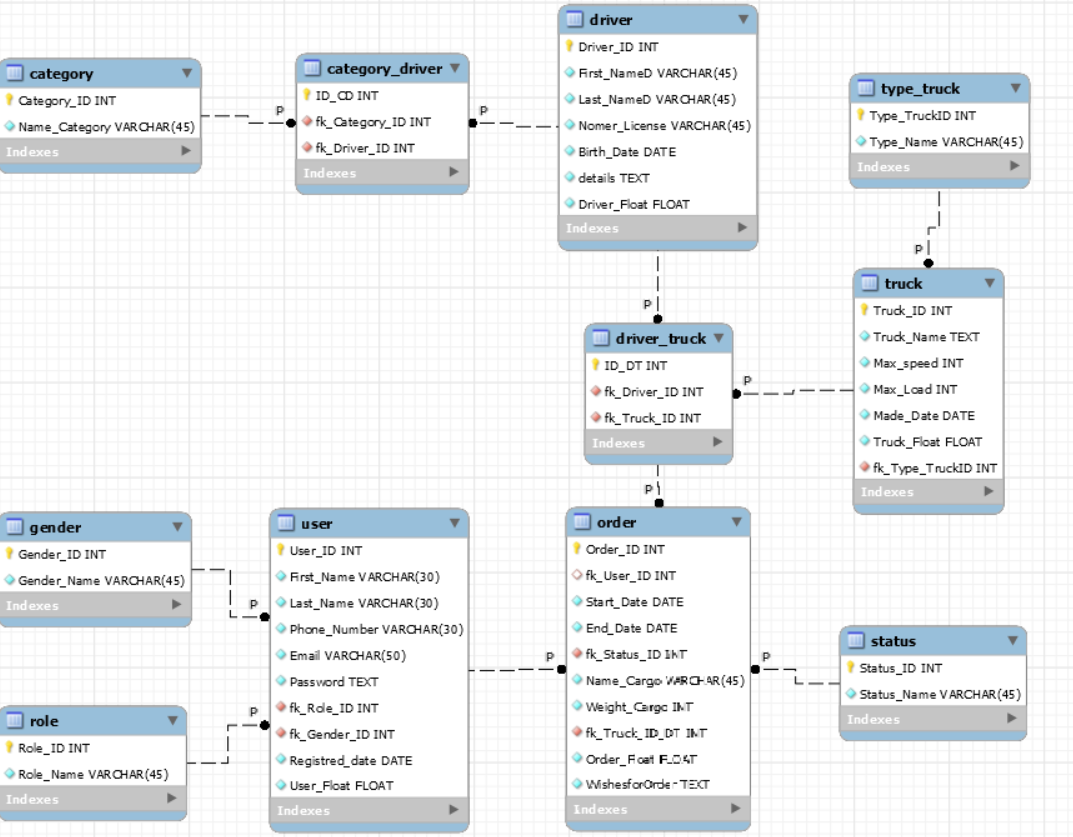 category
Category_ID INT
Name_Category VARCHAR(45)
Indexes
category_driver
ID_CD INT
fk_Category_ID INT
fk_Driver_ID INT
Indexes
driver
Driver_ID INT
First_NameD VARCHAR(45)
Last_NameD VARCHAR(45)
Nomer_License VARCHAR(45)
Birth_Date DATE
details TEXT
Driver_Float FLOAT
Indexes
type_truck
Type_TruckID INT
Type_Name VARCHAR(45)
Indexes
P
P
P
P
truck
Truck_ID INT
Truck_Name TEXT
Max_speed INT
Max_Load INT
Made_Date DATE
Truck_Float FLOAT
fk_Type_TruckID INT
Indexes
driver_truck
ID_DT INT
fk_Driver_ID INT
fk_Truck_ID INT
Indexes
P
P
gender
Gender_ID INT
Gender_Name VARCHAR(45)
Indexes
P
role
Role_ID INT
Role_Name VARCHAR(45)
Indexes
P
user
User_ID INT
First_Name VARCHAR(30)
Last_Name VARCHAR(30)
Phone_Number VARCHAR(30)
Email VARCHAR(50)
Password TEXT
fk_Role_ID INT
fk_Gender_ID INT
Registred_date DATE
User_Float FLOAT
Indexes
P
order
Order_ID INT
fk_User_ID INT
Start_Date DATE
End_Date DATE
fk_Status_ID INT
Name_Cargo VARCHAR(45)
Weight_Cargo INT
fk_Truck_ID_DT INT
Order_Float FLOAT
WishesforOrder TEXT
Indexes
P
status
Status_ID INT
Status_Name VARCHAR(45)
Indexes